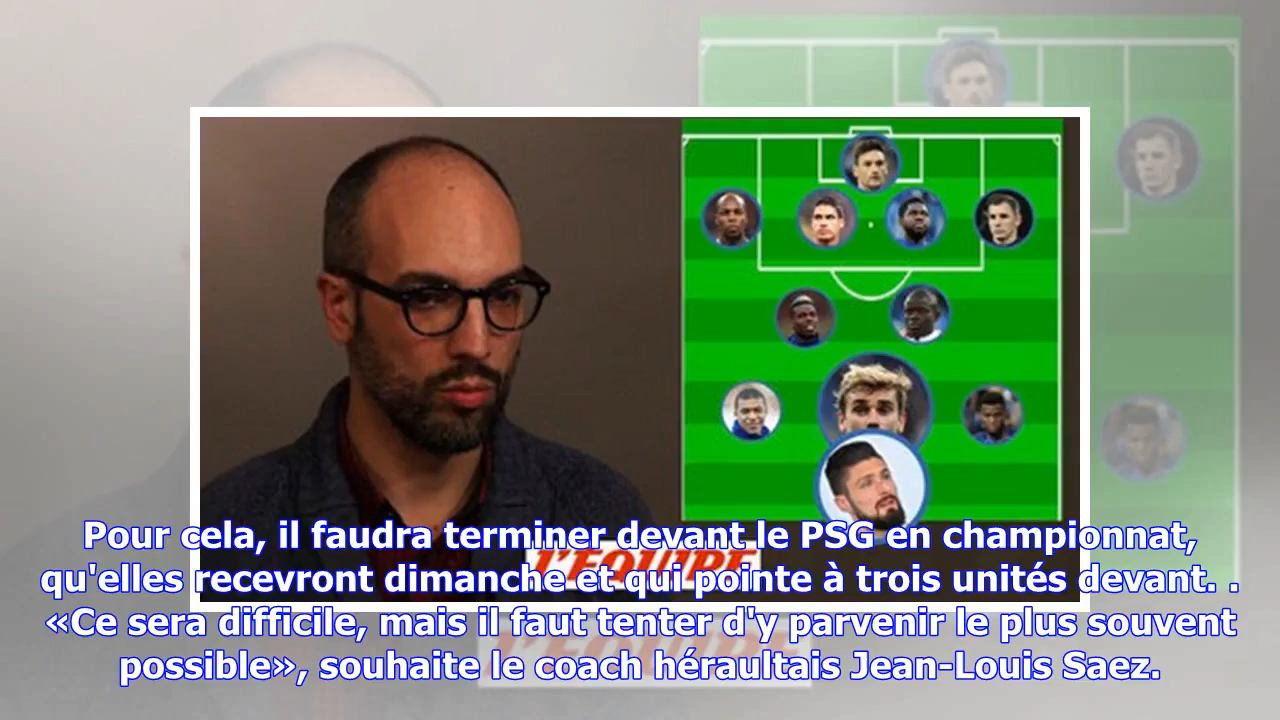 Pour cela, il faudra terminer devant le PSG en championnat,
L'ÉQUIPE
qu'elles recevront dimanche et qui pointe à trois unités devant. .
«Ce sera difficile, mais il faut tenter d'y parvenir le plus souvent
possible», souhaite le coach héraultais Jean-Louis Saez.